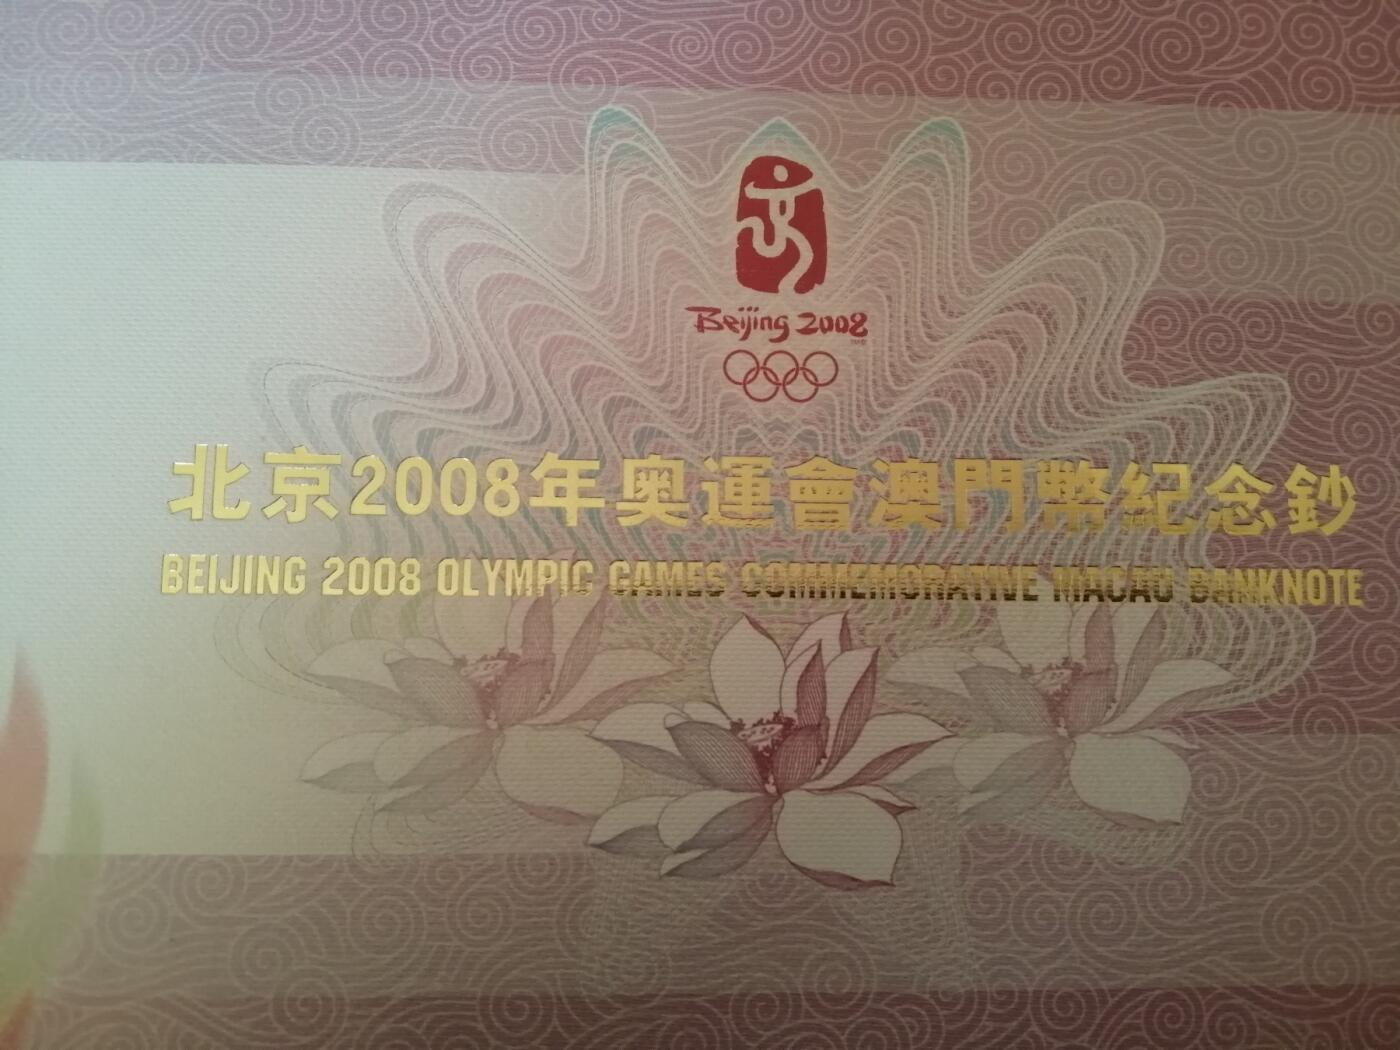 Beijing 2008
北京2008年奥運會澳門幣紀念鈔
BEIJING 2008 OLYMPIC GAMES COMMEMORATIVE MACAU BANKNOTE